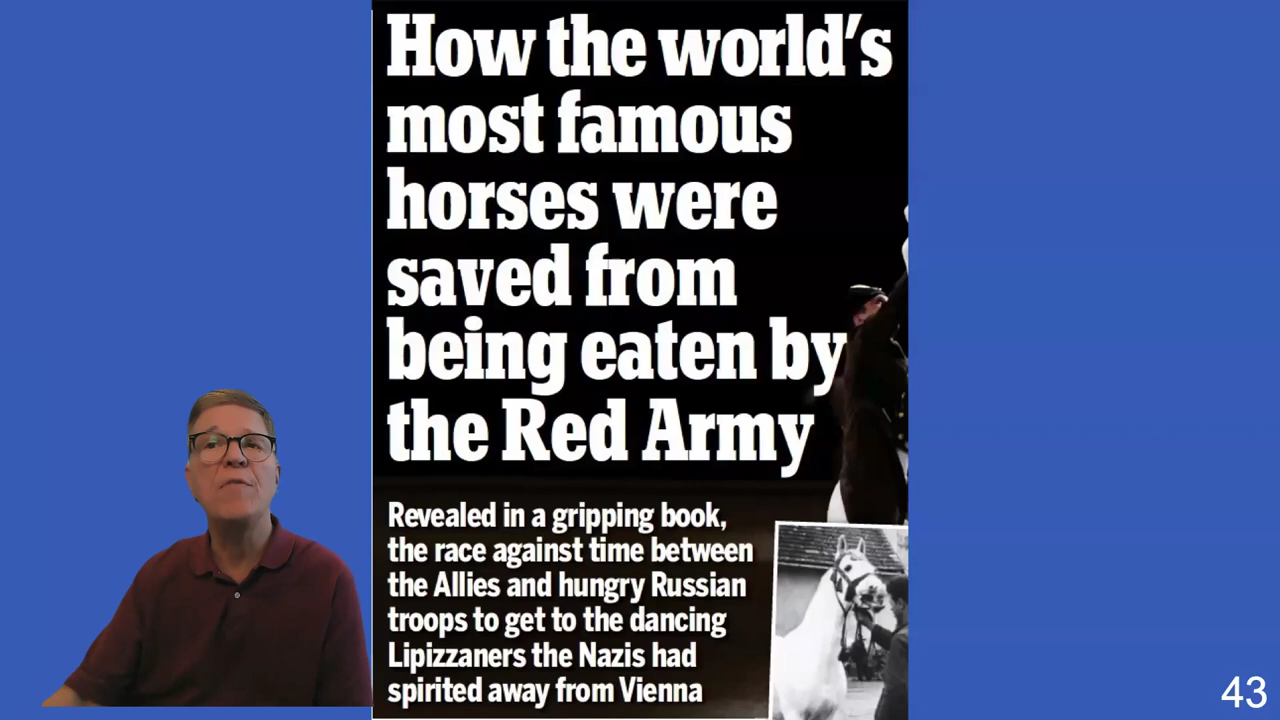 How the world's
most famous
horses were
saved from
being eaten by
the Red Army
Revealed in a gripping book,
the race against time between
the Allies and hungry Russian
troops to get to the dancing
Lipizzaners the Nazis had
spirited away from Vienna
43